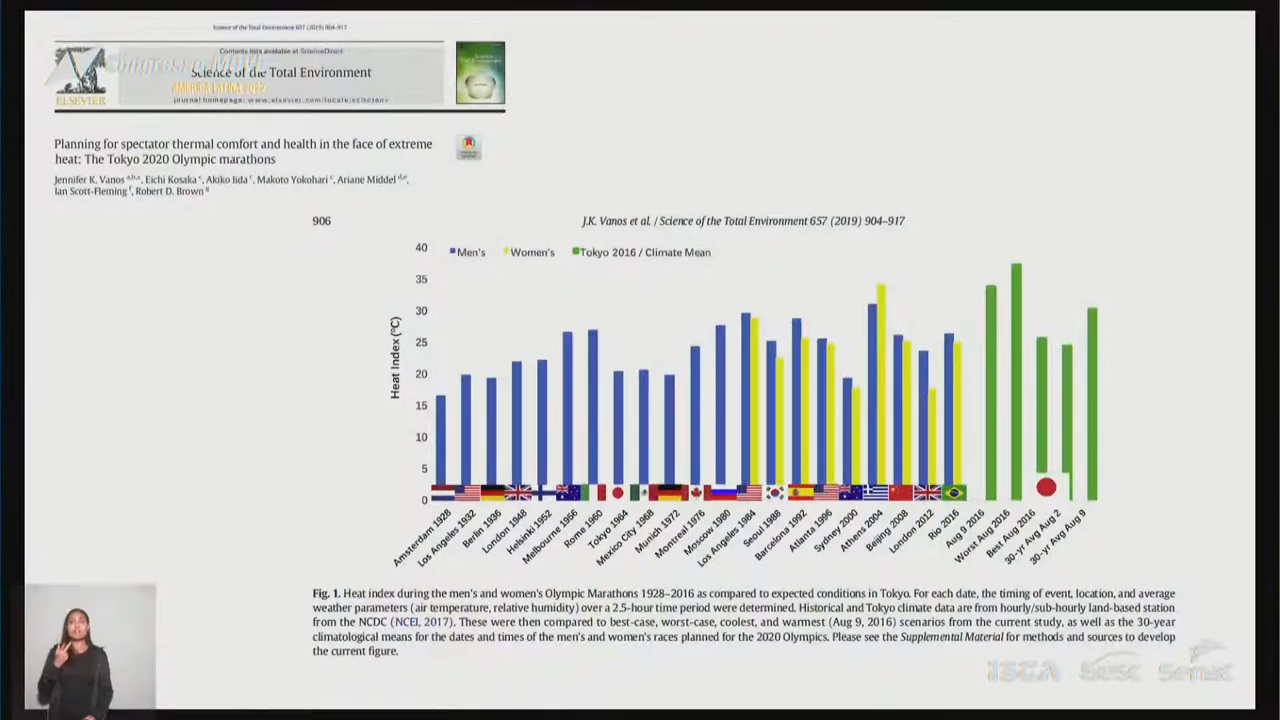 Science of the Total Environment 657 (2019) 904–917
Contents lists available at ScienceDirect
Congresso MOVE
Science of the Total Environment
AMERICA LATINA 2022
ELSEVIER
journal homepage: www.elsevier.com/locate/scitotenv
Planning for spectator thermal comfort and health in the face of extreme
heat: The Tokyo 2020 Olympic marathons
Jennifer K. Vanos a,b,*, Eichi Kosaka c, Akiko Iida c, Makoto Yokohari c, Ariane Middel d,e,
Ian Scott-Fleming f, Robert D. Brown g
906
J.K. Vanos et al. / Science of the Total Environment 657 (2019) 904–917
Men's
Women's
Tokyo 2016 / Climate Mean
Heat Index (°C)
40
35
30
25
20
15
10
5
0
Amsterdam 1928
Los Angeles 1932
Berlin 1936
London 1948
Helsinki 1952
Melbourne 1956
Rome 1960
Tokyo 1964
Mexico City 1968
Munich 1972
Montreal 1976
Moscow 1980
Los Angeles 1984
Seoul 1988
Barcelona 1992
Atlanta 1996
Sydney 2000
Athens 2004
Beijing 2008
London 2012
Rio 2016
Aug 9 2016
Worst Aug 2016
Best Aug 2016
30-yr Avg Aug 2
30-yr Avg Aug 9
Fig. 1. Heat index during the men's and women's Olympic Marathons 1928–2016 as compared to expected conditions in Tokyo. For each date, the timing of event, location, and average
weather parameters (air temperature, relative humidity) over a 2.5-hour time period were determined. Historical and Tokyo climate data are from hourly/sub-hourly land-based station
from the NCDC (NCEI, 2017). These were then compared to best-case, worst-case, coolest, and warmest (Aug 9, 2016) scenarios from the current study, as well as the 30-year
climatological means for the dates and times of the men's and women's races planned for the 2020 Olympics. Please see the Supplemental Material for methods and sources to develop
the current figure.
ISCA Sesc Senac